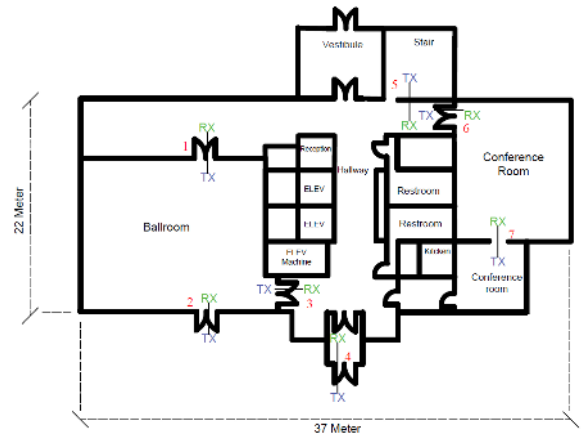 Vestibule
Stair
5
TX
RX
TX
RX
6
RX
1
TX
Reception
Hallway
Conference
Room
ELEV
Restroom
ELEV
Restroom
Ballroom
RX
7
TX
ELEV
Machine
Kitchen
Conference
room
TX
RX
3
2
RX
TX
RX
4
TX
22 Meter
37 Meter